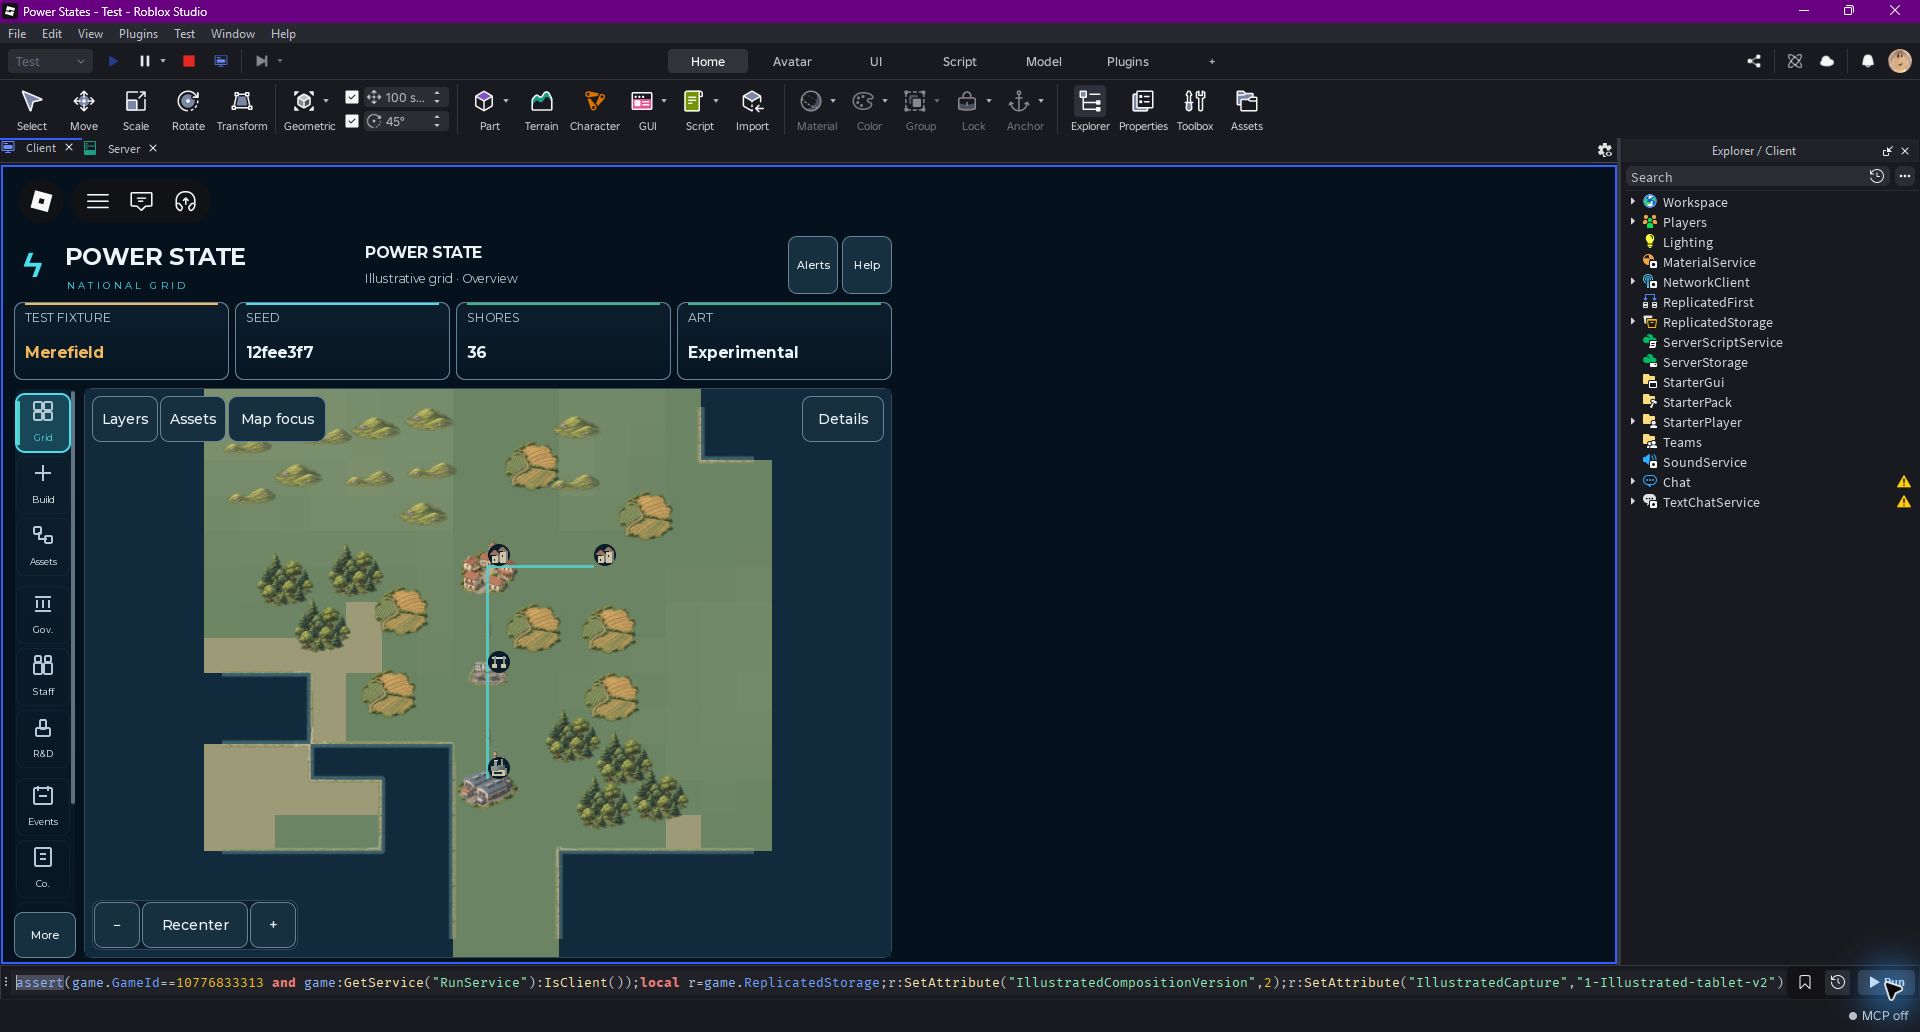 Power States - Test - Roblox Studio
File Edit View Plugins Test Window Help
Test
Home Avatar UI Script Model Plugins +
100 s...
45°
Select Move Scale Rotate Transform Geometric Part Terrain Character GUI Script Import Material Color Group Lock Anchor Explorer Properties Toolbox Assets
Client Server
Explorer / Client
Search
Workspace
Players
Lighting
MaterialService
NetworkClient
ReplicatedFirst
ReplicatedStorage
ServerScriptService
ServerStorage
StarterGui
StarterPack
StarterPlayer
Teams
SoundService
Chat
TextChatService
POWER STATE
NATIONAL GRID
POWER STATE
Illustrative grid · Overview
Alerts Help
TEST FIXTURE
Merefield
SEED
12fee3f7
SHORES
36
ART
Experimental
Grid
Build
Assets
Gov.
Staff
R&D
Events
Co.
More
Layers Assets Map focus Details
- Recenter +
assert(game.GameId==10776833313 and game:GetService("RunService"):IsClient());local r=game.ReplicatedStorage;r:SetAttribute("IllustratedCompositionVersion",2);r:SetAttribute("IllustratedCapture","1-Illustrated-tablet-v2")
Run
MCP off